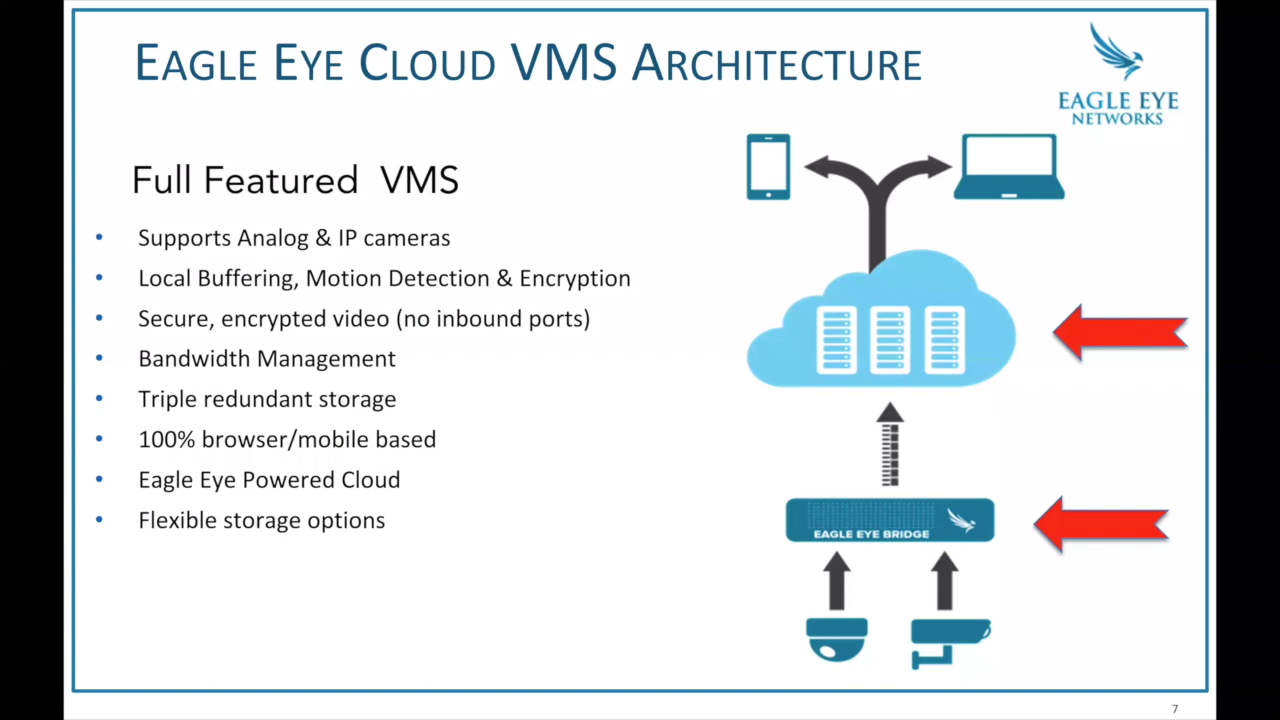 EAGLE EYE CLOUD VMS ARCHITECTURE
EAGLE EYE
NETWORKS
Full Featured VMS
• Supports Analog & IP cameras
• Local Buffering, Motion Detection & Encryption
• Secure, encrypted video (no inbound ports)
• Bandwidth Management
• Triple redundant storage
• 100% browser/mobile based
• Eagle Eye Powered Cloud
• Flexible storage options
EAGLE EYE BRIDGE
7